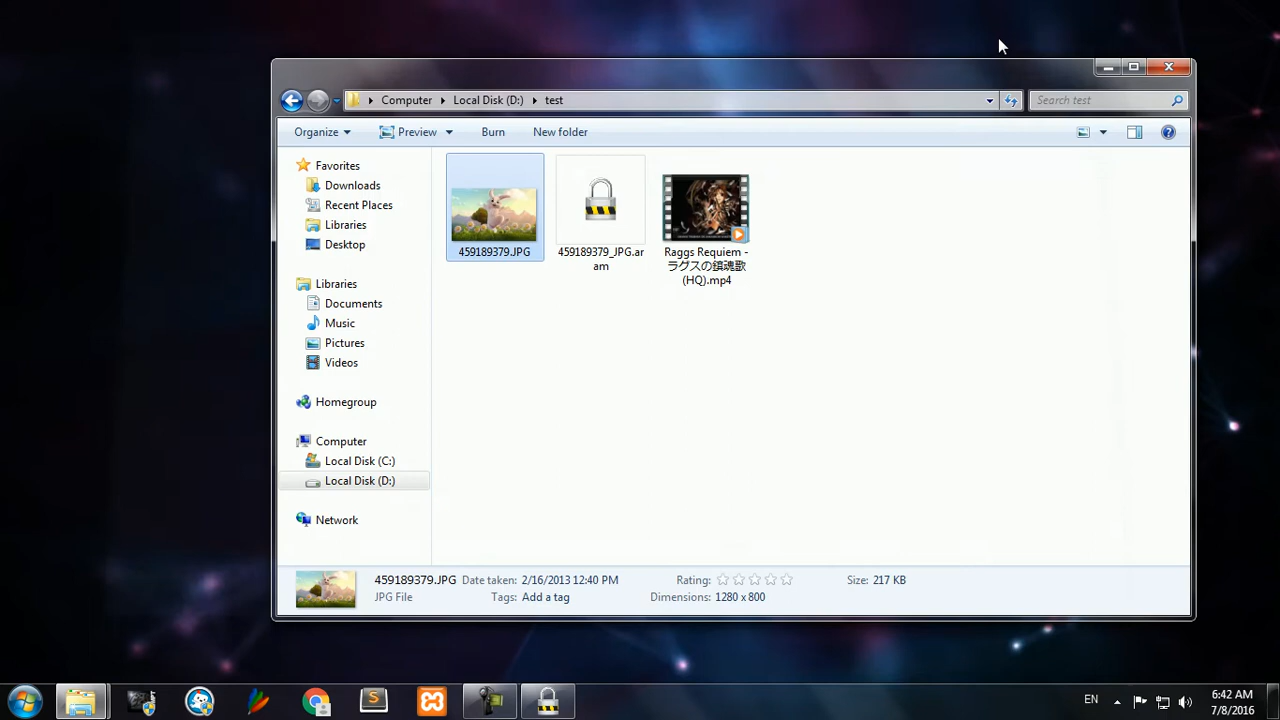 Computer Local Disk (D:) test
Search test
Organize Preview Burn New folder
Favorites
Downloads
Recent Places
Libraries
Desktop
Libraries
Documents
Music
Pictures
Videos
Homegroup
Computer
Local Disk (C:)
Local Disk (D:)
Network
459189379.JPG
459189379_JPG.ar
am
Raggs Requiem -
ラグスの鎮魂歌
(HQ).mp4
459189379.JPG Date taken: 2/16/2013 12:40 PM Rating: Size: 217 KB
JPG File Tags: Add a tag Dimensions: 1280 x 800
EN
6:42 AM
7/8/2016